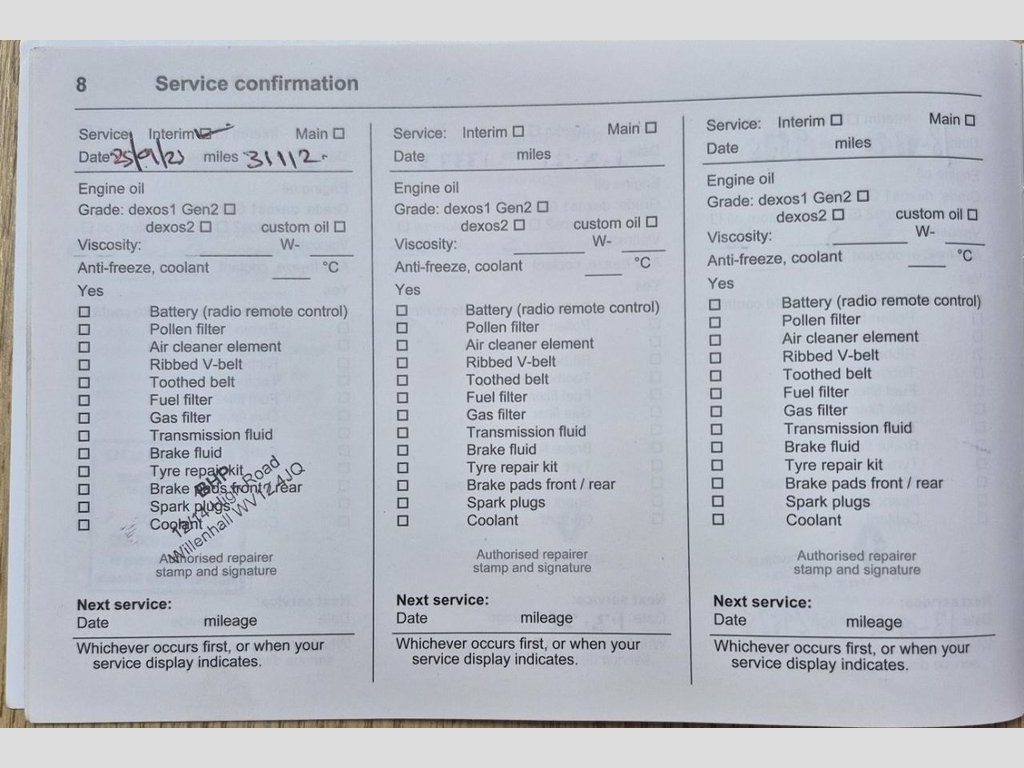 8 Service confirmation
Service: Interim Main
Date 25/09/23 miles 31112.
Engine oil
Grade: dexos1 Gen2
dexos2 custom oil
Viscosity: W-
Anti-freeze, coolant °C
Yes
Battery (radio remote control)
Pollen filter
Air cleaner element
Ribbed V-belt
Toothed belt
Fuel filter
Gas filter
Transmission fluid
Brake fluid
Tyre repair kit
Brake pads front / rear
Spark plugs
Coolant
BHP
12/14 High Road
Willenhall WV12 4JQ
Authorised repairer
stamp and signature
Next service:
Date mileage
Whichever occurs first, or when your
service display indicates.
Service: Interim Main
Date miles
Engine oil
Grade: dexos1 Gen2
dexos2 custom oil
Viscosity: W-
Anti-freeze, coolant °C
Yes
Battery (radio remote control)
Pollen filter
Air cleaner element
Ribbed V-belt
Toothed belt
Fuel filter
Gas filter
Transmission fluid
Brake fluid
Tyre repair kit
Brake pads front / rear
Spark plugs
Coolant
Authorised repairer
stamp and signature
Next service:
Date mileage
Whichever occurs first, or when your
service display indicates.
Service: Interim Main
Date miles
Engine oil
Grade: dexos1 Gen2
dexos2 custom oil
Viscosity: W-
Anti-freeze, coolant °C
Yes
Battery (radio remote control)
Pollen filter
Air cleaner element
Ribbed V-belt
Toothed belt
Fuel filter
Gas filter
Transmission fluid
Brake fluid
Tyre repair kit
Brake pads front / rear
Spark plugs
Coolant
Authorised repairer
stamp and signature
Next service:
Date mileage
Whichever occurs first, or when your
service display indicates.